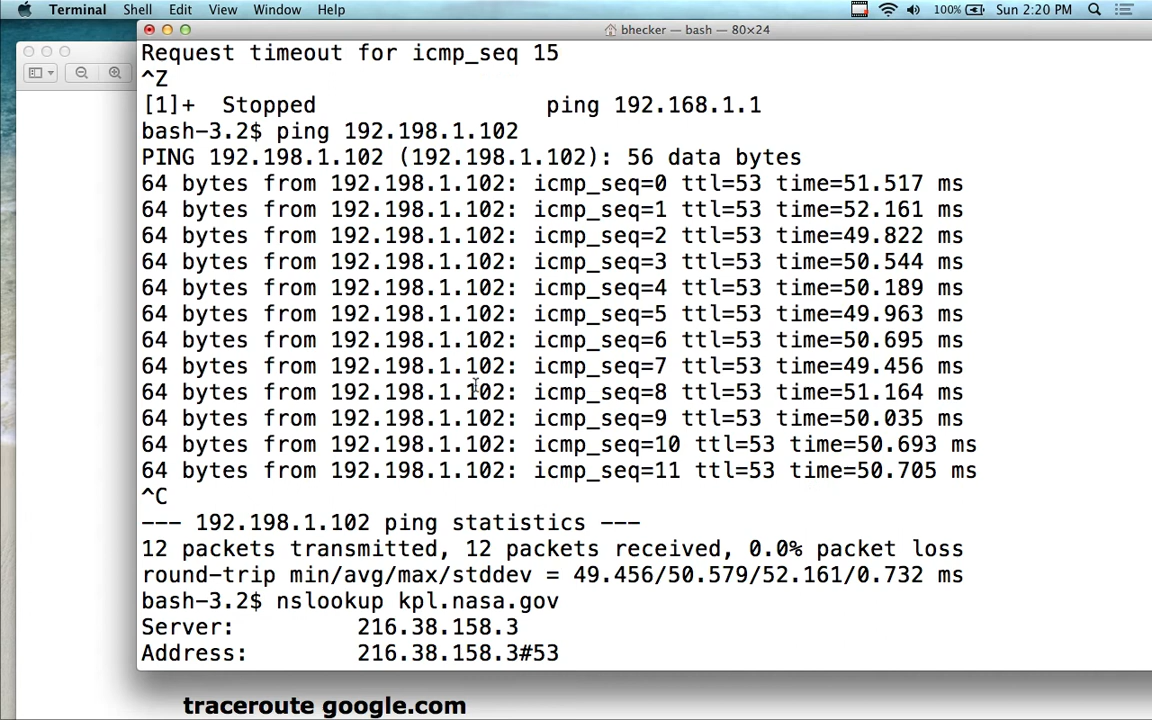 Terminal Shell Edit View Window Help 100% Sun 2:20 PM
bhecker — bash — 80×24
Request timeout for icmp_seq 15
^Z
[1]+ Stopped ping 192.168.1.1
bash-3.2$ ping 192.198.1.102
PING 192.198.1.102 (192.198.1.102): 56 data bytes
64 bytes from 192.198.1.102: icmp_seq=0 ttl=53 time=51.517 ms
64 bytes from 192.198.1.102: icmp_seq=1 ttl=53 time=52.161 ms
64 bytes from 192.198.1.102: icmp_seq=2 ttl=53 time=49.822 ms
64 bytes from 192.198.1.102: icmp_seq=3 ttl=53 time=50.544 ms
64 bytes from 192.198.1.102: icmp_seq=4 ttl=53 time=50.189 ms
64 bytes from 192.198.1.102: icmp_seq=5 ttl=53 time=49.963 ms
64 bytes from 192.198.1.102: icmp_seq=6 ttl=53 time=50.695 ms
64 bytes from 192.198.1.102: icmp_seq=7 ttl=53 time=49.456 ms
64 bytes from 192.198.1.102: icmp_seq=8 ttl=53 time=51.164 ms
64 bytes from 192.198.1.102: icmp_seq=9 ttl=53 time=50.035 ms
64 bytes from 192.198.1.102: icmp_seq=10 ttl=53 time=50.693 ms
64 bytes from 192.198.1.102: icmp_seq=11 ttl=53 time=50.705 ms
^C
--- 192.198.1.102 ping statistics ---
12 packets transmitted, 12 packets received, 0.0% packet loss
round-trip min/avg/max/stddev = 49.456/50.579/52.161/0.732 ms
bash-3.2$ nslookup kpl.nasa.gov
Server: 216.38.158.3
Address: 216.38.158.3#53
traceroute google.com